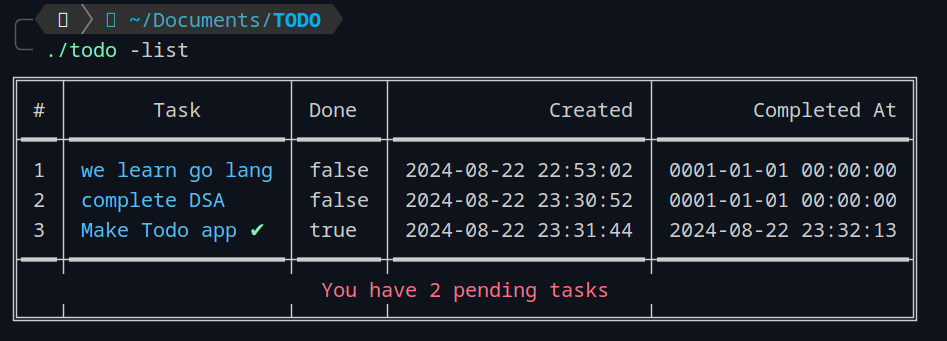 ~/Documents/TODO
./todo -list
# Task Done Created Completed At
1 we learn go lang false 2024-08-22 22:53:02 0001-01-01 00:00:00
2 complete DSA false 2024-08-22 23:30:52 0001-01-01 00:00:00
3 Make Todo app ✔ true 2024-08-22 23:31:44 2024-08-22 23:32:13
You have 2 pending tasks